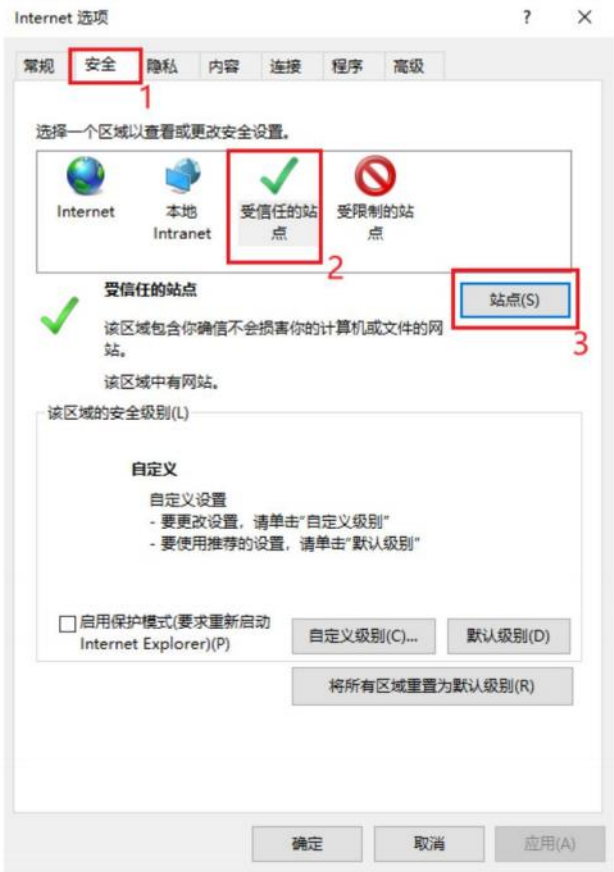 Internet 选项
?
常规 安全 隐私 内容 连接 程序 高级
1
选择一个区域以查看或更改安全设置。
Internet
本地
Intranet
受信任的站
点
受限制的站
点
2
受信任的站点
站点(S)
3
该区域包含你确信不会损害你的计算机或文件的网
站。
该区域中有网站。
该区域的安全级别(L)
自定义
自定义设置
- 要更改设置，请单击"自定义级别"
- 要使用推荐的设置，请单击"默认级别"
启用保护模式(要求重新启动
Internet Explorer)(P)
自定义级别(C)...
默认级别(D)
将所有区域重置为默认级别(R)
确定 取消 应用(A)